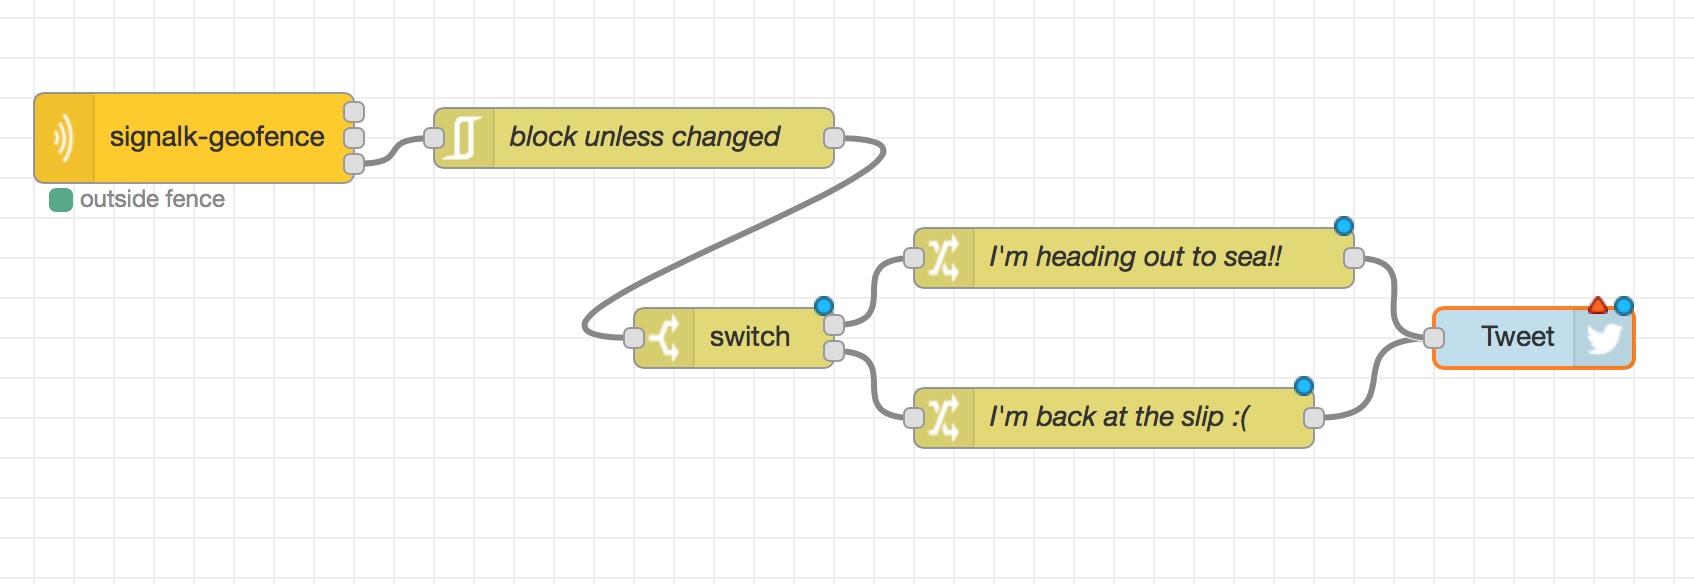 signalk-geofence
outside fence
block unless changed
switch
I'm heading out to sea!!
I'm back at the slip :(
Tweet